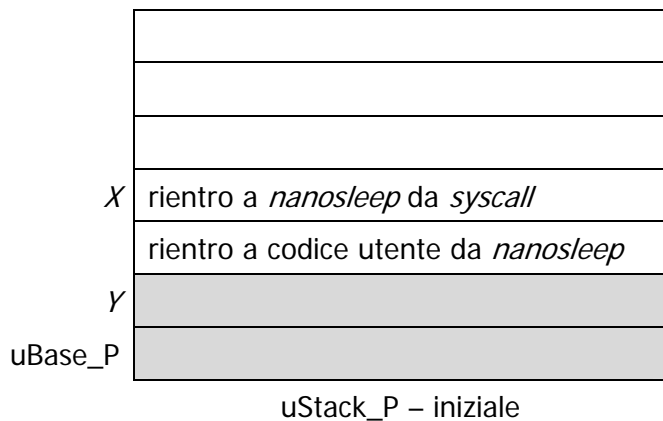 X rientro a nanosleep da syscall
rientro a codice utente da nanosleep
Y
uBase_P
uStack_P – iniziale